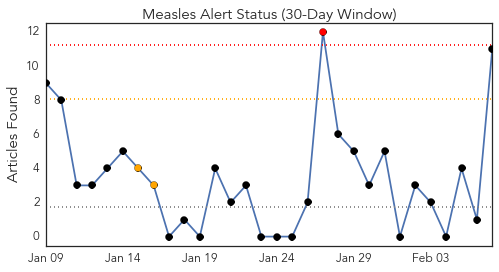 Measles Alert Status (30-Day Window)
Articles Found
12
10
8
6
4
2
0
Jan 09 Jan 14 Jan 19 Jan 24 Jan 29 Feb 03